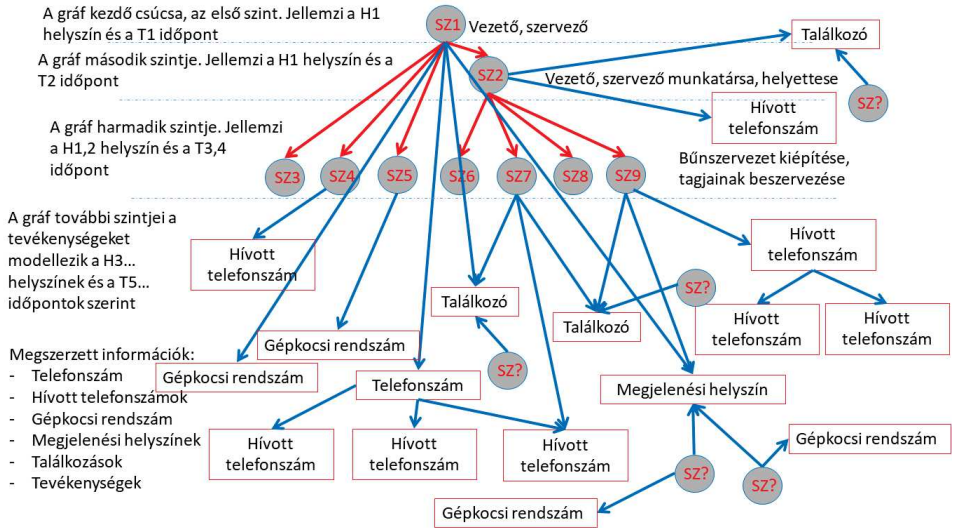 A gráf kezdő csúcsa, az első szint. Jellemzi a H1
helyszín és a T1 időpont
SZ1
Vezető, szervező
Találkozó
A gráf második szintje. Jellemzi a H1 helyszín és a
T2 időpont
SZ2
Vezető, szervező munkatársa, helyettese
SZ?
Hívott
telefonszám
A gráf harmadik szintje. Jellemzi
a H1,2 helyszín és a T3,4
időpont
Bűnszervezet kiépítése,
tagjainak beszervezése
SZ3
SZ4
SZ5
SZ6
SZ7
SZ8
SZ9
A gráf további szintjei a
tevékenységeket
modellezik a H3...
helyszínek és a T5...
időpontok szerint
Hívott
telefonszám
Hívott
telefonszám
Találkozó
SZ?
Találkozó
Hívott
telefonszám
Hívott
telefonszám
Gépkocsi rendszám
Gépkocsi rendszám
SZ?
Telefonszám
Megjelenési helyszín
Megszerzett információk:
- Telefonszám
- Hívott telefonszámok
- Gépkocsi rendszám
- Megjelenési helyszínek
- Találkozások
- Tevékenységek
Hívott
telefonszám
Hívott
telefonszám
Hívott
telefonszám
Gépkocsi rendszám
SZ?
SZ?
Gépkocsi rendszám